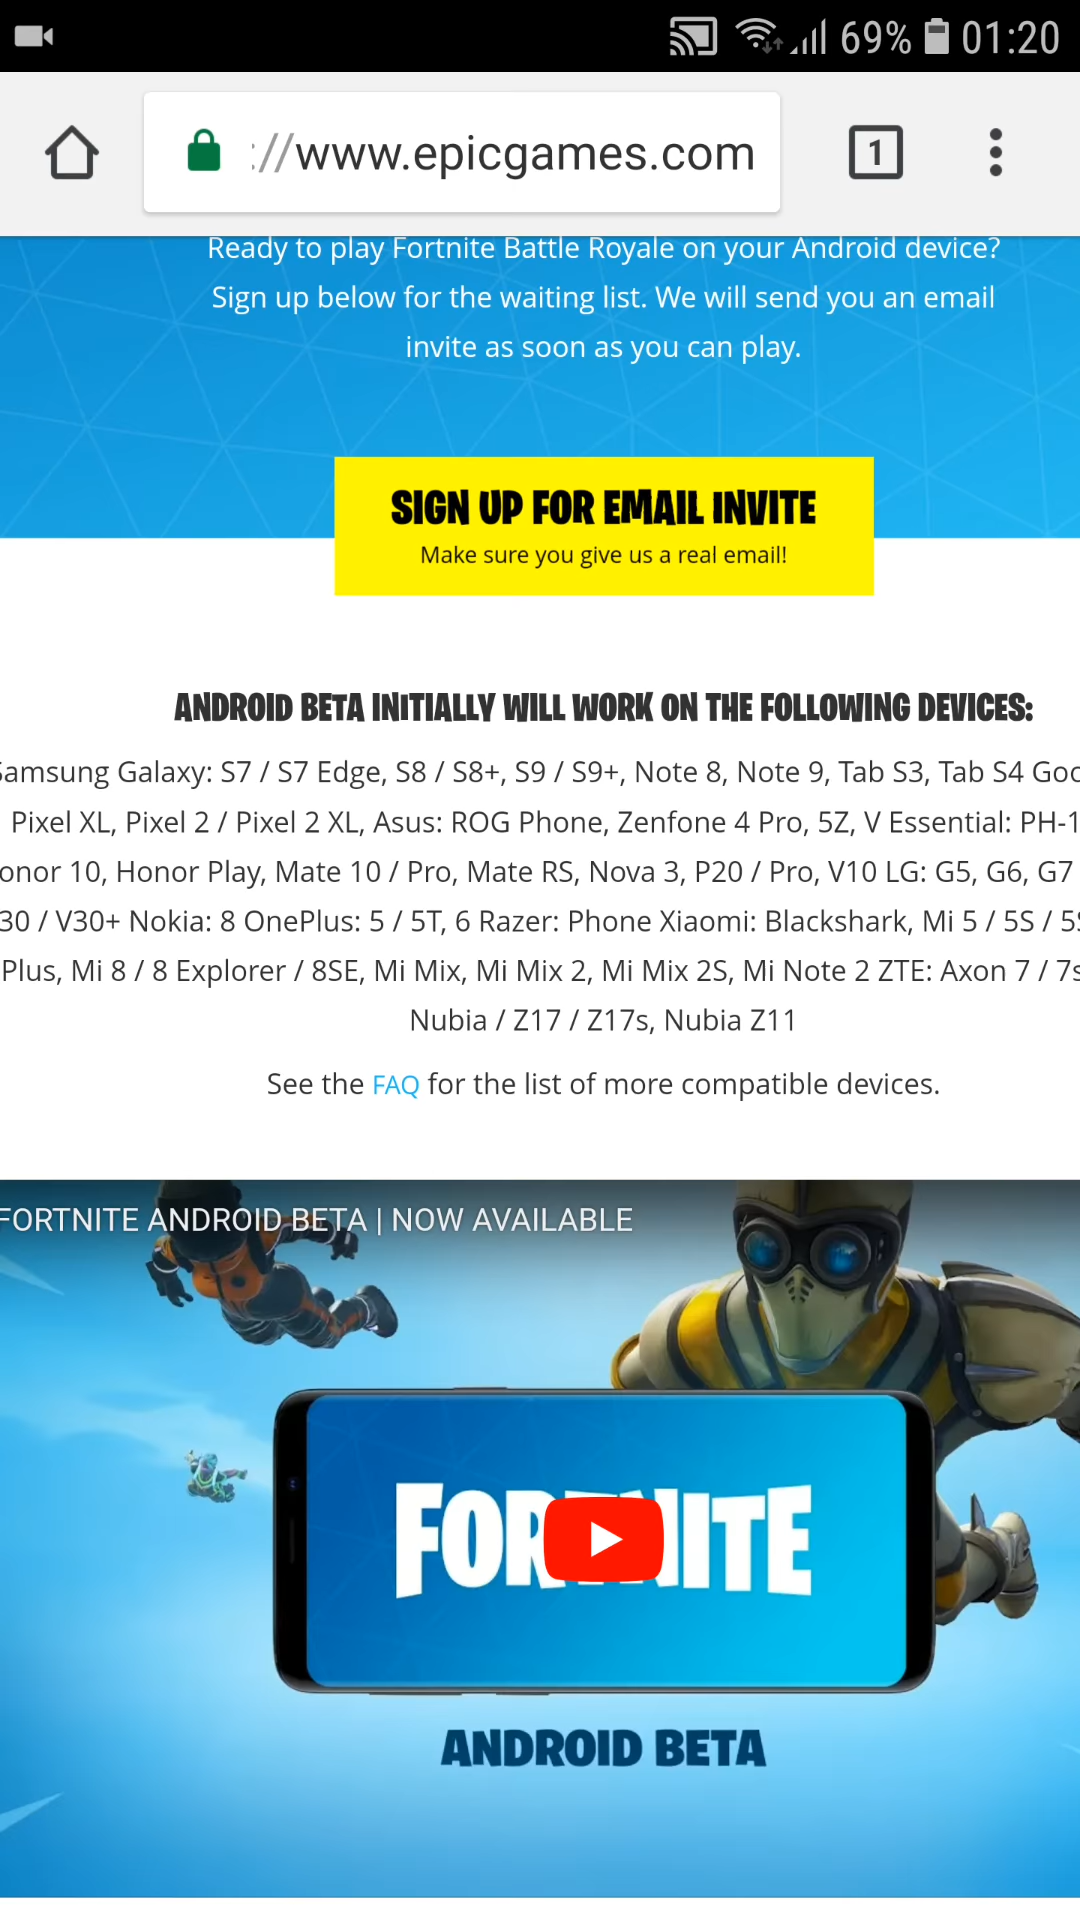 69% 01:20
://www.epicgames.com
1
Ready to play Fortnite Battle Royale on your Android device?
Sign up below for the waiting list. We will send you an email
invite as soon as you can play.
SIGN UP FOR EMAIL INVITE
Make sure you give us a real email!
ANDROID BETA INITIALLY WILL WORK ON THE FOLLOWING DEVICES:
Samsung Galaxy: S7 / S7 Edge, S8 / S8+, S9 / S9+, Note 8, Note 9, Tab S3, Tab S4
Pixel XL, Pixel 2 / Pixel 2 XL, Asus: ROG Phone, Zenfone 4 Pro, 5Z, V Essential: PH-1
onor 10, Honor Play, Mate 10 / Pro, Mate RS, Nova 3, P20 / Pro, V10 LG: G5, G6, G7
30 / V30+ Nokia: 8 OnePlus: 5 / 5T, 6 Razer: Phone Xiaomi: Blackshark, Mi 5 / 5S /
Plus, Mi 8 / 8 Explorer / 8SE, Mi Mix, Mi Mix 2, Mi Mix 2S, Mi Note 2 ZTE: Axon 7 / 7s
Nubia / Z17 / Z17s, Nubia Z11
See the FAQ for the list of more compatible devices.
FORTNITE ANDROID BETA | NOW AVAILABLE
FORTNITE
ANDROID BETA